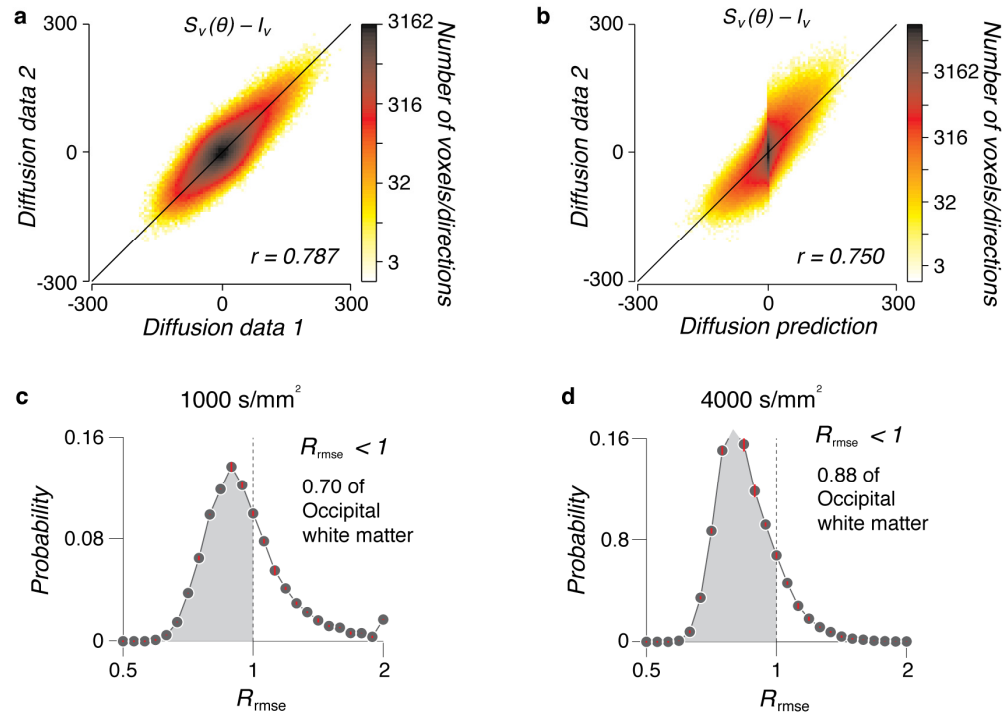 a
300
Sᵥ(θ) – Iᵥ
3162
316
32
3
Number of voxels/directions
Diffusion data 2
0
-300
r = 0.787
-300
0
300
Diffusion data 1
b
300
Sᵥ(θ) – Iᵥ
3162
316
32
3
Number of voxels/directions
Diffusion data 2
0
-300
r = 0.750
-300
0
300
Diffusion prediction
c
1000 s/mm²
0.16
0.08
0
Probability
R_rmse < 1
0.70 of
Occipital
white matter
0.5
1
2
R_rmse
d
4000 s/mm²
0.16
0.8
0
Probability
R_rmse < 1
0.88 of
Occipital
white matter
0.5
1
2
R_rmse